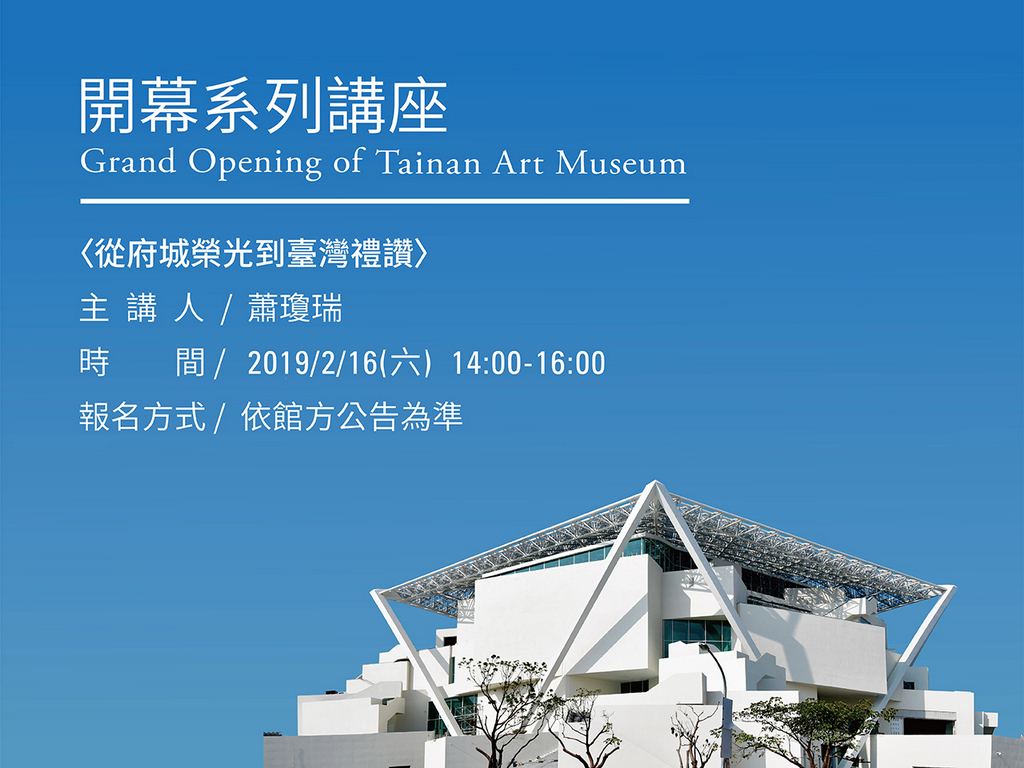 開幕系列講座
Grand Opening of Tainan Art Museum
〈從府城榮光到臺灣禮讚〉
主講人 / 蕭瓊瑞
時間 / 2019/2/16(六) 14:00-16:00
報名方式 / 依館方公告為準